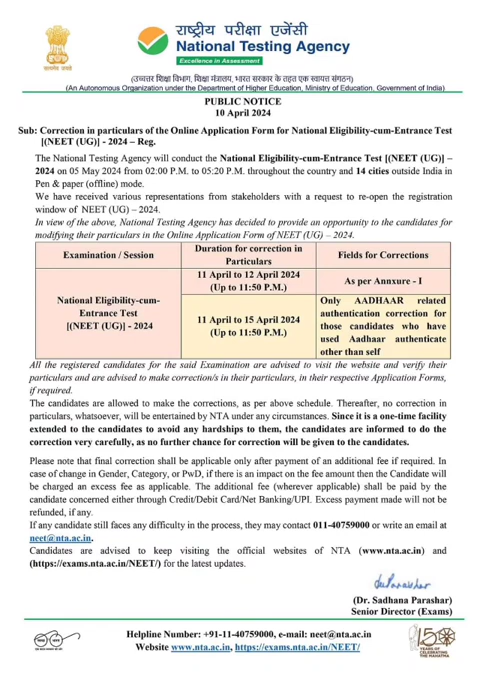 राष्ट्रीय परीक्षा एजेंसी
National Testing Agency
Excellence in Assessment
(उच्चतर शिक्षा विभाग, शिक्षा मंत्रालय, भारत सरकार के तहत एक स्वायत्त संगठन)
(An Autonomous Organization under the Department of Higher Education, Ministry of Education, Government of India)
PUBLIC NOTICE
10 April 2024
Sub: Correction in particulars of the Online Application Form for National Eligibility-cum-Entrance Test
[(NEET (UG)] - 2024 – Reg.
The National Testing Agency will conduct the National Eligibility-cum-Entrance Test [(NEET (UG)] –
2024 on 05 May 2024 from 02:00 P.M. to 05:20 P.M. throughout the country and 14 cities outside India in
Pen & paper (offline) mode.
We have received various representations from stakeholders with a request to re-open the registration
window of NEET (UG) – 2024.
In view of the above, National Testing Agency has decided to provide an opportunity to the candidates for
modifying their particulars in the Online Application Form of NEET (UG) – 2024.
Examination / Session
Duration for correction in
Particulars
Fields for Corrections
National Eligibility-cum-
Entrance Test
[(NEET (UG)] - 2024
11 April to 12 April 2024
(Up to 11:50 P.M.)
As per Annxure - I
11 April to 15 April 2024
(Up to 11:50 P.M.)
Only AADHAAR related
authentication correction for
those candidates who have
used Aadhaar authenticate
other than self
All the registered candidates for the said Examination are advised to visit the website and verify their
particulars and are advised to make correction/s in their particulars, in their respective Application Forms,
if required.
The candidates are allowed to make the corrections, as per above schedule. Thereafter, no correction in
particulars, whatsoever, will be entertained by NTA under any circumstances. Since it is a one-time facility
extended to the candidates to avoid any hardships to them, the candidates are informed to do the
correction very carefully, as no further chance for correction will be given to the candidates.
Please note that final correction shall be applicable only after payment of an additional fee if required. In
case of change in Gender, Category, or PwD, if there is an impact on the fee amount then the Candidate will
be charged an excess fee as applicable. The additional fee (wherever applicable) shall be paid by the
candidate concerned either through Credit/Debit Card/Net Banking/UPI. Excess payment made will not be
refunded, if any.
If any candidate still faces any difficulty in the process, they may contact 011-40759000 or write an email at
neet@nta.ac.in.
Candidates are advised to keep visiting the official websites of NTA (www.nta.ac.in) and
(https://exams.nta.ac.in/NEET/) for the latest updates.
(Dr. Sadhana Parashar)
Senior Director (Exams)
Helpline Number: +91-11-40759000, e-mail: neet@nta.ac.in
Website www.nta.ac.in, https://exams.nta.ac.in/NEET/
150
YEARS OF
CELEBRATING
THE MAHATMA